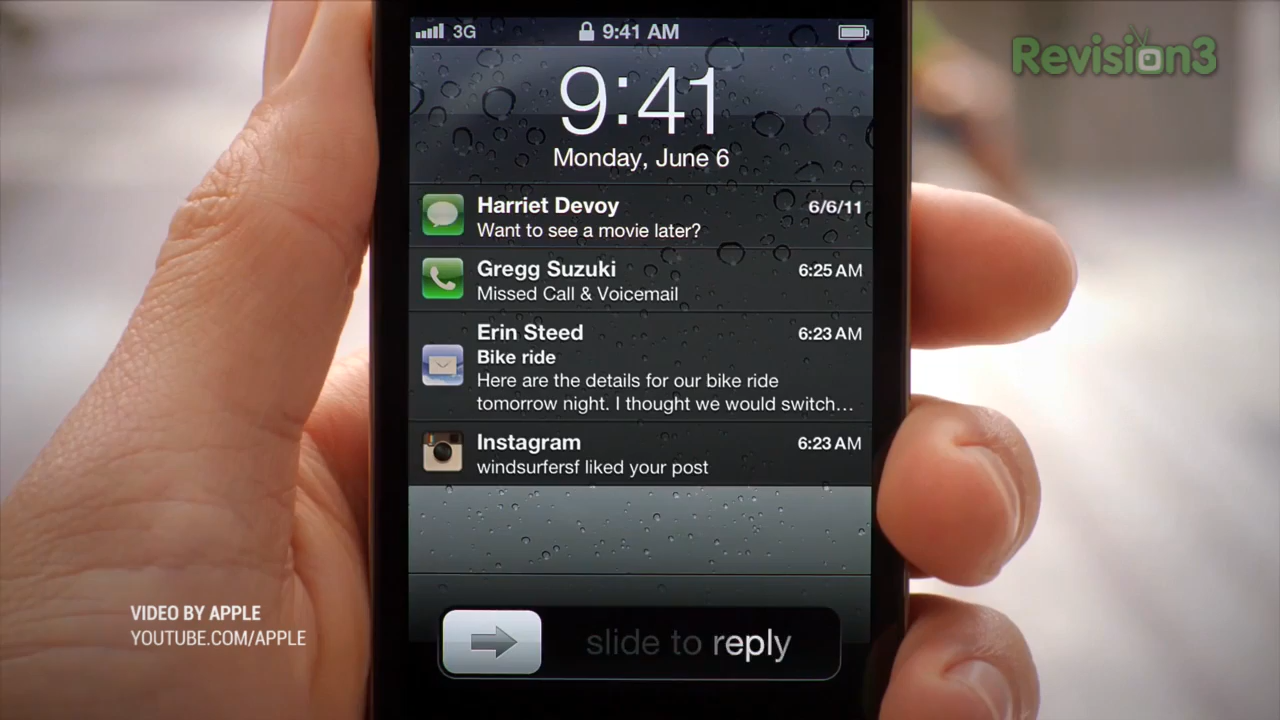 Revision3
3G 9:41 AM
9:41
Monday, June 6
Harriet Devoy 6/6/11
Want to see a movie later?
Gregg Suzuki 6:25 AM
Missed Call & Voicemail
Erin Steed 6:23 AM
Bike ride
Here are the details for our bike ride
tomorrow night. I thought we would switch…
Instagram 6:23 AM
windsurfersf liked your post
VIDEO BY APPLE
YOUTUBE.COM/APPLE
slide to reply